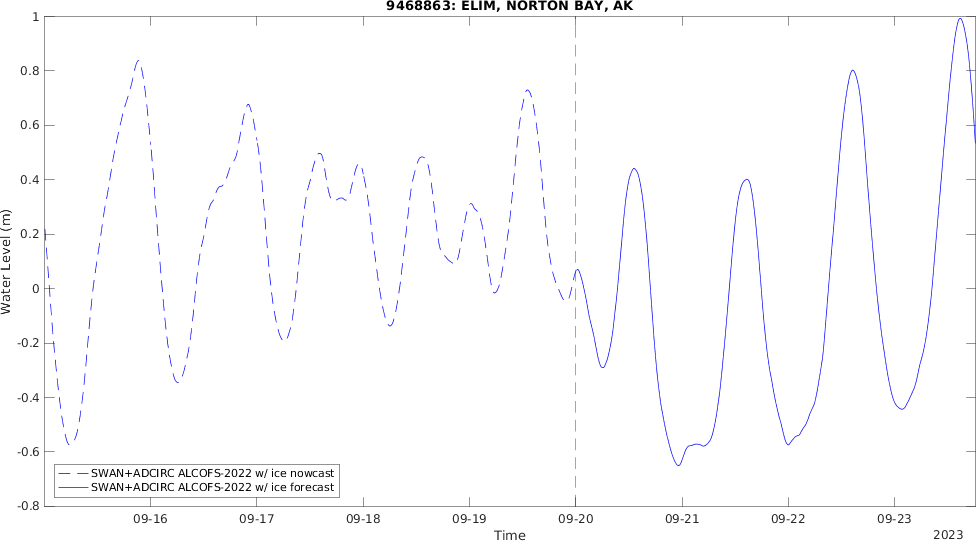 9468863: ELIM, NORTON BAY, AK
Water Level (m)
1
0.8
0.6
0.4
0.2
0
-0.2
-0.4
-0.6
-0.8
SWAN+ADCIRC ALCOFS-2022 w/ ice nowcast
SWAN+ADCIRC ALCOFS-2022 w/ ice forecast
09-16 09-17 09-18 09-19 09-20 09-21 09-22 09-23
Time
2023